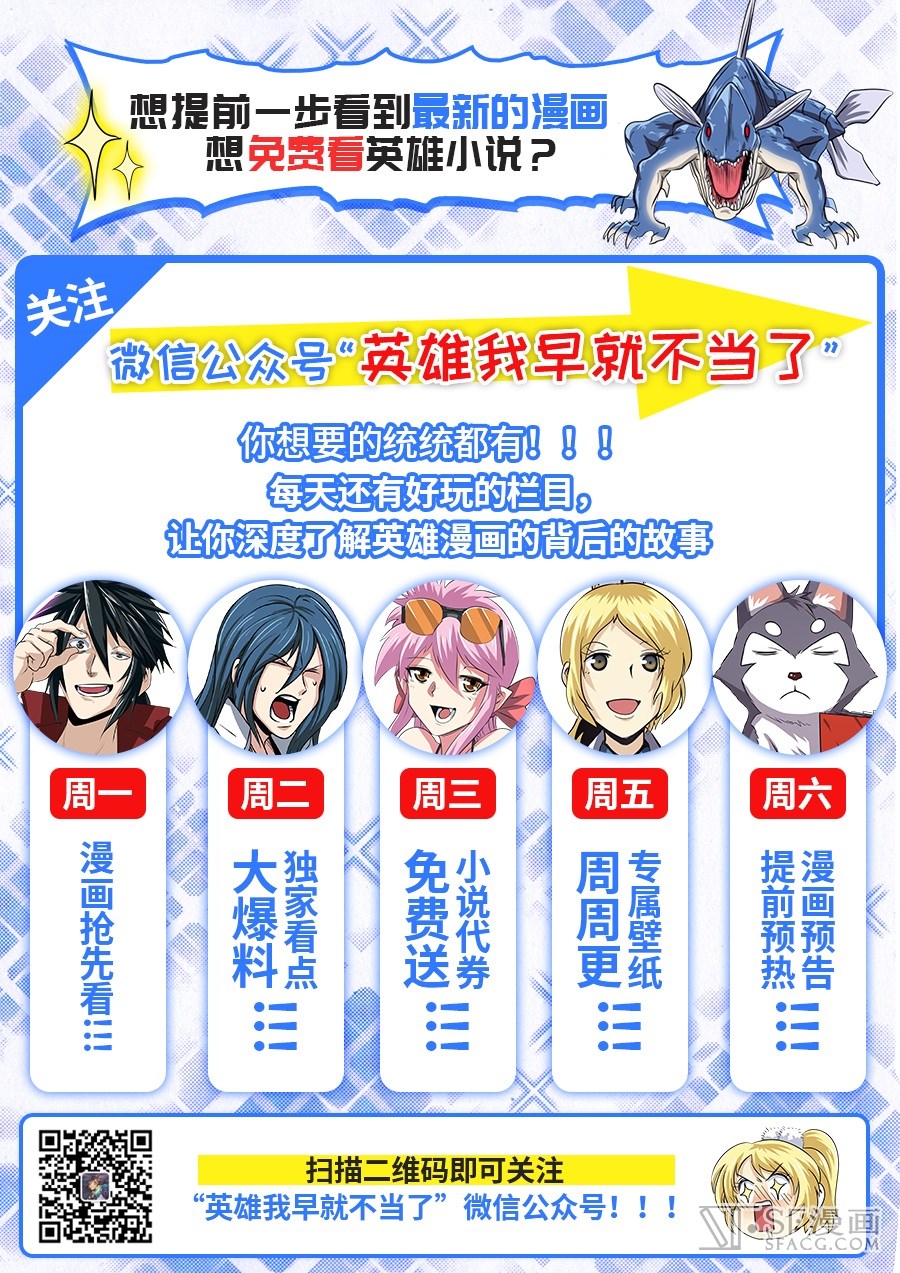 想提前一步看到最新的漫画
想免费看英雄小说？
关注
微信公众号“英雄我早就不当了”
你想要的统统都有！！！
每天还有好玩的栏目，
让你深度了解英雄漫画的背后的故事
周一
漫画抢先看！！！
周二
独家看点
大爆料！！！
周三
小说代券
免费送！！！
周五
专属壁纸
周周更！！！
周六
漫画预告
提前预热！！！
扫描二维码即可关注
“英雄我早就不当了”微信公众号！！！
SF漫画
SFACG.COM